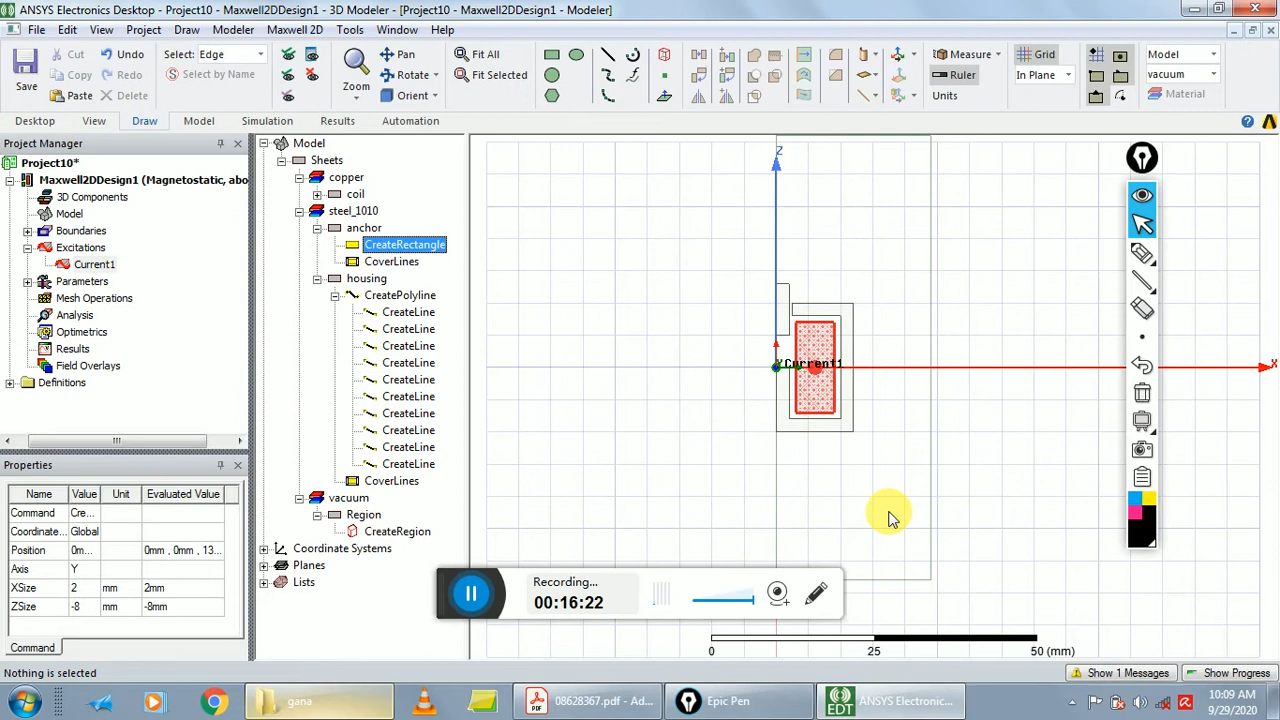 ANSYS Electronics Desktop - Project10 - Maxwell2DDesign1 - 3D Modeler - [Project10 - Maxwell2DDesign1 - Modeler]
File Edit View Project Draw Modeler Maxwell 2D Tools Window Help
Save Cut Undo Select: Edge Pan Fit All Measure Grid Model
Copy Redo Select by Name Zoom Rotate Fit Selected Ruler In Plane vacuum
Paste Delete Orient Units Material
Desktop View Draw Model Simulation Results Automation
Project Manager
Project10*
Maxwell2DDesign1 (Magnetostatic, abo
3D Components
Model
Boundaries
Excitations
Current1
Parameters
Mesh Operations
Analysis
Optimetrics
Results
Field Overlays
Definitions
Properties
Name Value Unit Evaluated Value
Command Cre...
Coordinate... Global
Position 0m... 0mm , 0mm , 13...
Axis Y
XSize 2 mm 2mm
ZSize -8 mm -8mm
Command
Model
Sheets
copper
coil
steel_1010
anchor
CreateRectangle
CoverLines
housing
CreatePolyline
CreateLine
CreateLine
CreateLine
CreateLine
CreateLine
CreateLine
CreateLine
CreateLine
CreateLine
CreateLine
CoverLines
vacuum
Region
CreateRegion
Coordinate Systems
Planes
Lists
Z
Current1
X
Recording...
00:16:22
0 25 50 (mm)
Nothing is selected
Show 1 Messages Show Progress
gana 08628367.pdf - Ad... Epic Pen ANSYS Electronic... 10:09 AM
9/29/2020